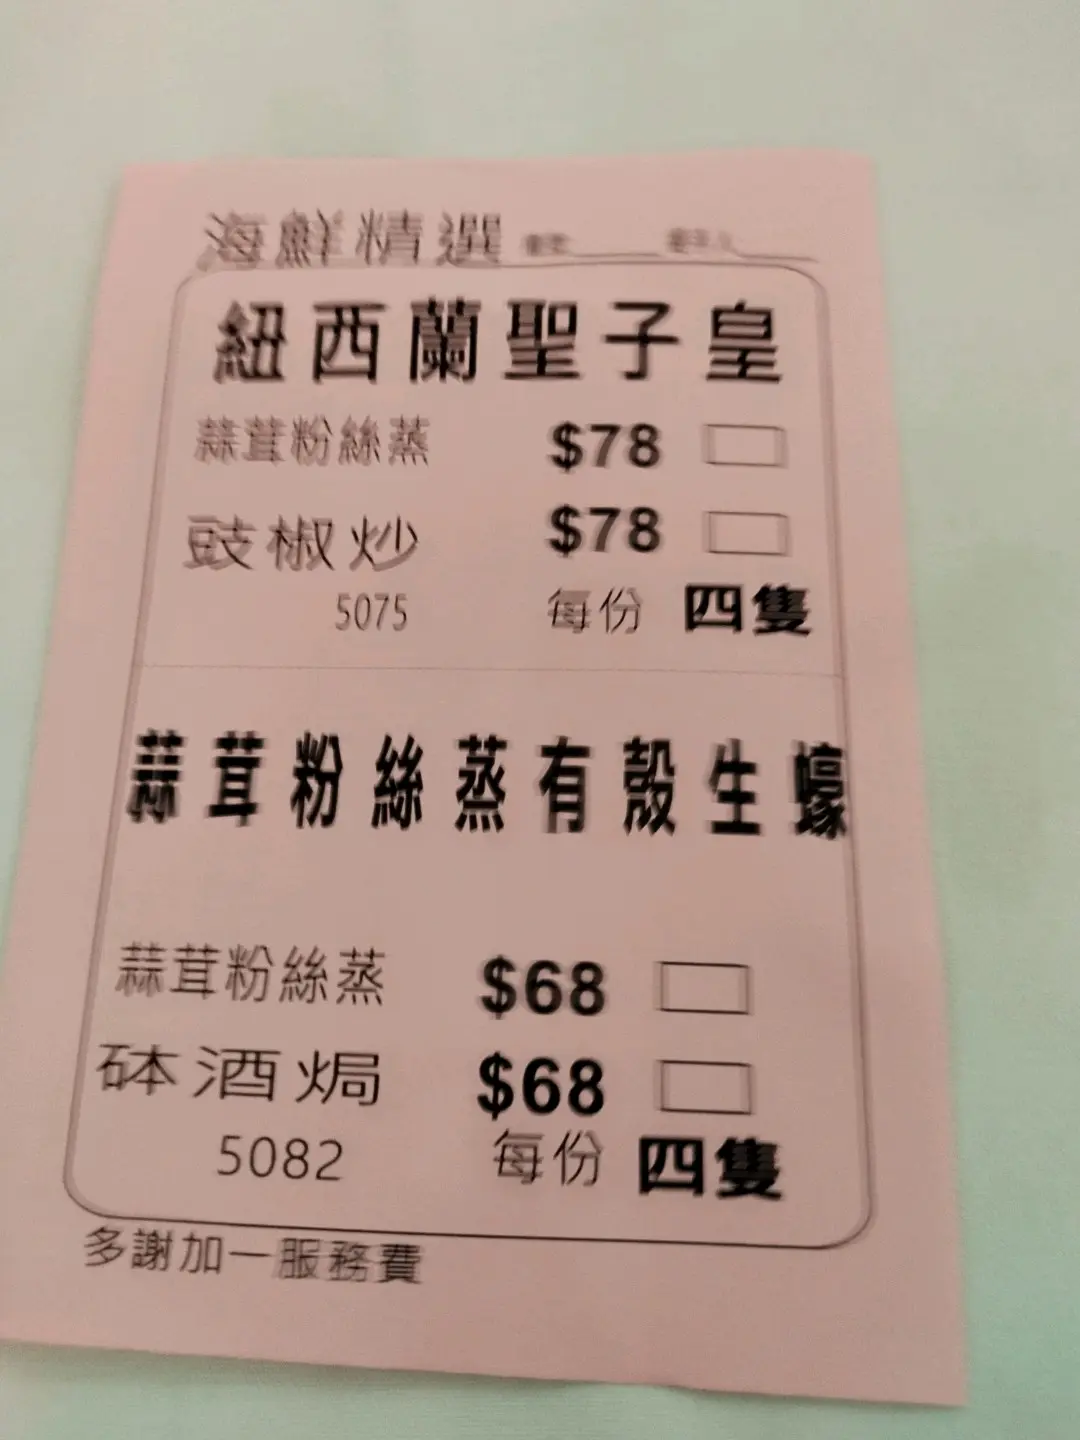 海鮮精選
紐西蘭聖子皇
蒜茸粉絲蒸 $78
豉椒炒 $78
5075 每份 四隻
蒜茸粉絲蒸有殼生蠔
蒜茸粉絲蒸 $68
砵酒焗 $68
5082 每份 四隻
多謝加一服務費